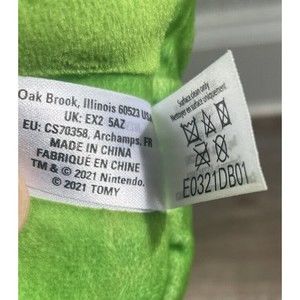 Oak Brook, Illinois 60523 USA
UK: EX2 5AZ
EU: CS70358, Archamps, FR
MADE IN CHINA
FABRIQUÉ EN CHINE
TM & © 2021 Nintendo.
© 2021 TOMY
Surface clean only
Nettoyer en surface uniquement
E0321DB01